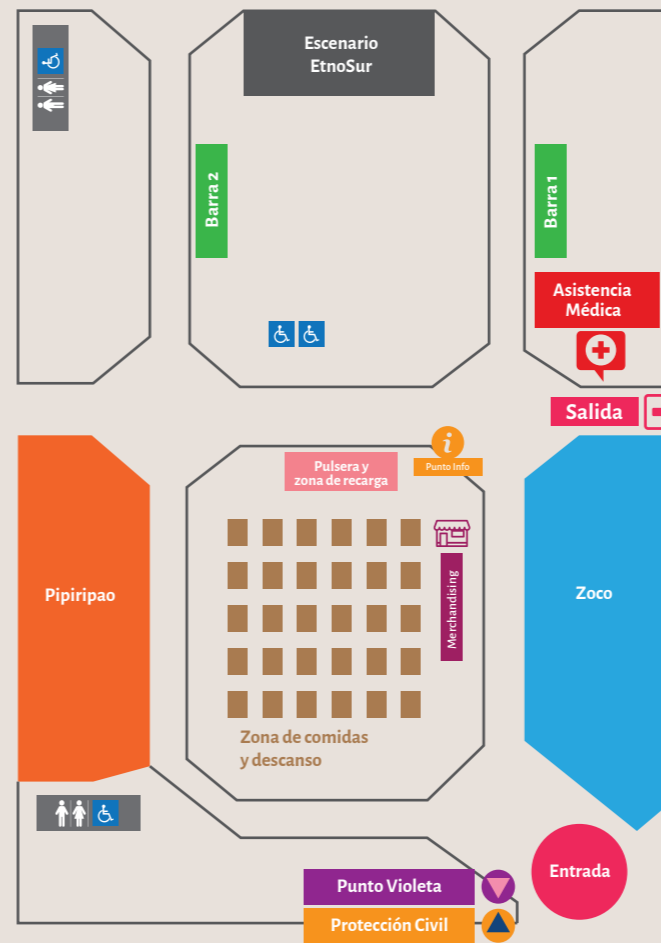 Escenario
EtnoSur
Barra 2
Barra 1
Asistencia
Médica
Salida
Pulsera y
zona de recarga
i
Punto Info
Merchandising
Pipiripao
Zoco
Zona de comidas
y descanso
Entrada
Punto Violeta
Protección Civil